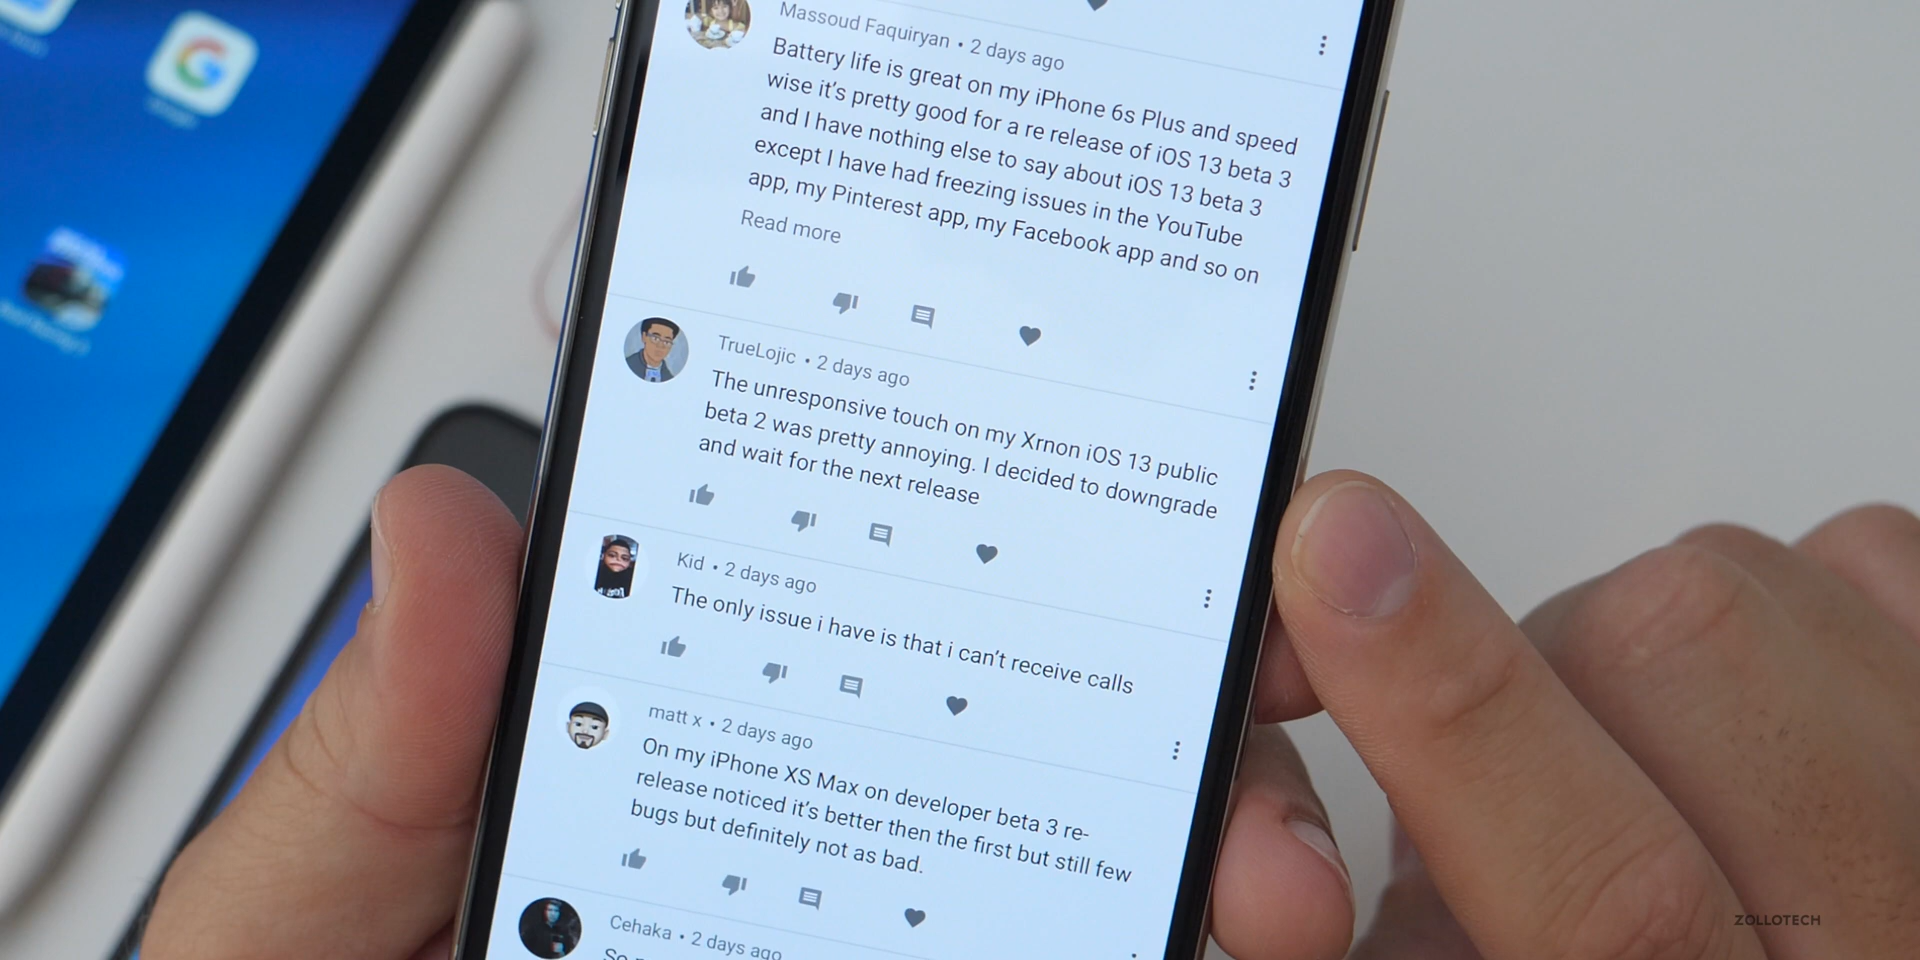 Massoud Faquiryan • 2 days ago
Battery life is great on my iPhone 6s Plus and speed
wise it's pretty good for a re release of iOS 13 beta 3
and I have nothing else to say about iOS 13 beta 3
except I have had freezing issues in the YouTube
app, my Pinterest app, my Facebook app and so on
Read more
TrueLojic • 2 days ago
The unresponsive touch on my Xrnon iOS 13 public
beta 2 was pretty annoying. I decided to downgrade
and wait for the next release
Kid • 2 days ago
The only issue i have is that i can't receive calls
matt x • 2 days ago
On my iPhone XS Max on developer beta 3 re-
release noticed it's better then the first but still few
bugs but definitely not as bad.
Cehaka • 2 days ago
ZOLLOTECH